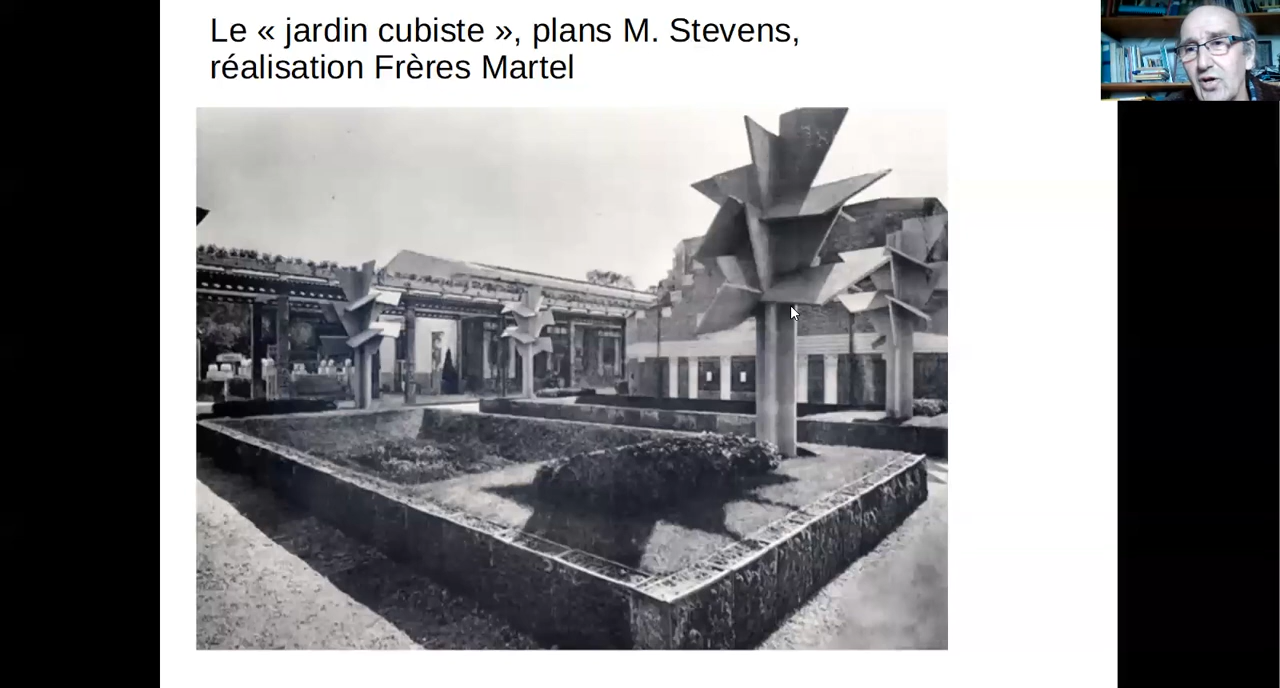 Le « jardin cubiste », plans M. Stevens,
réalisation Frères Martel